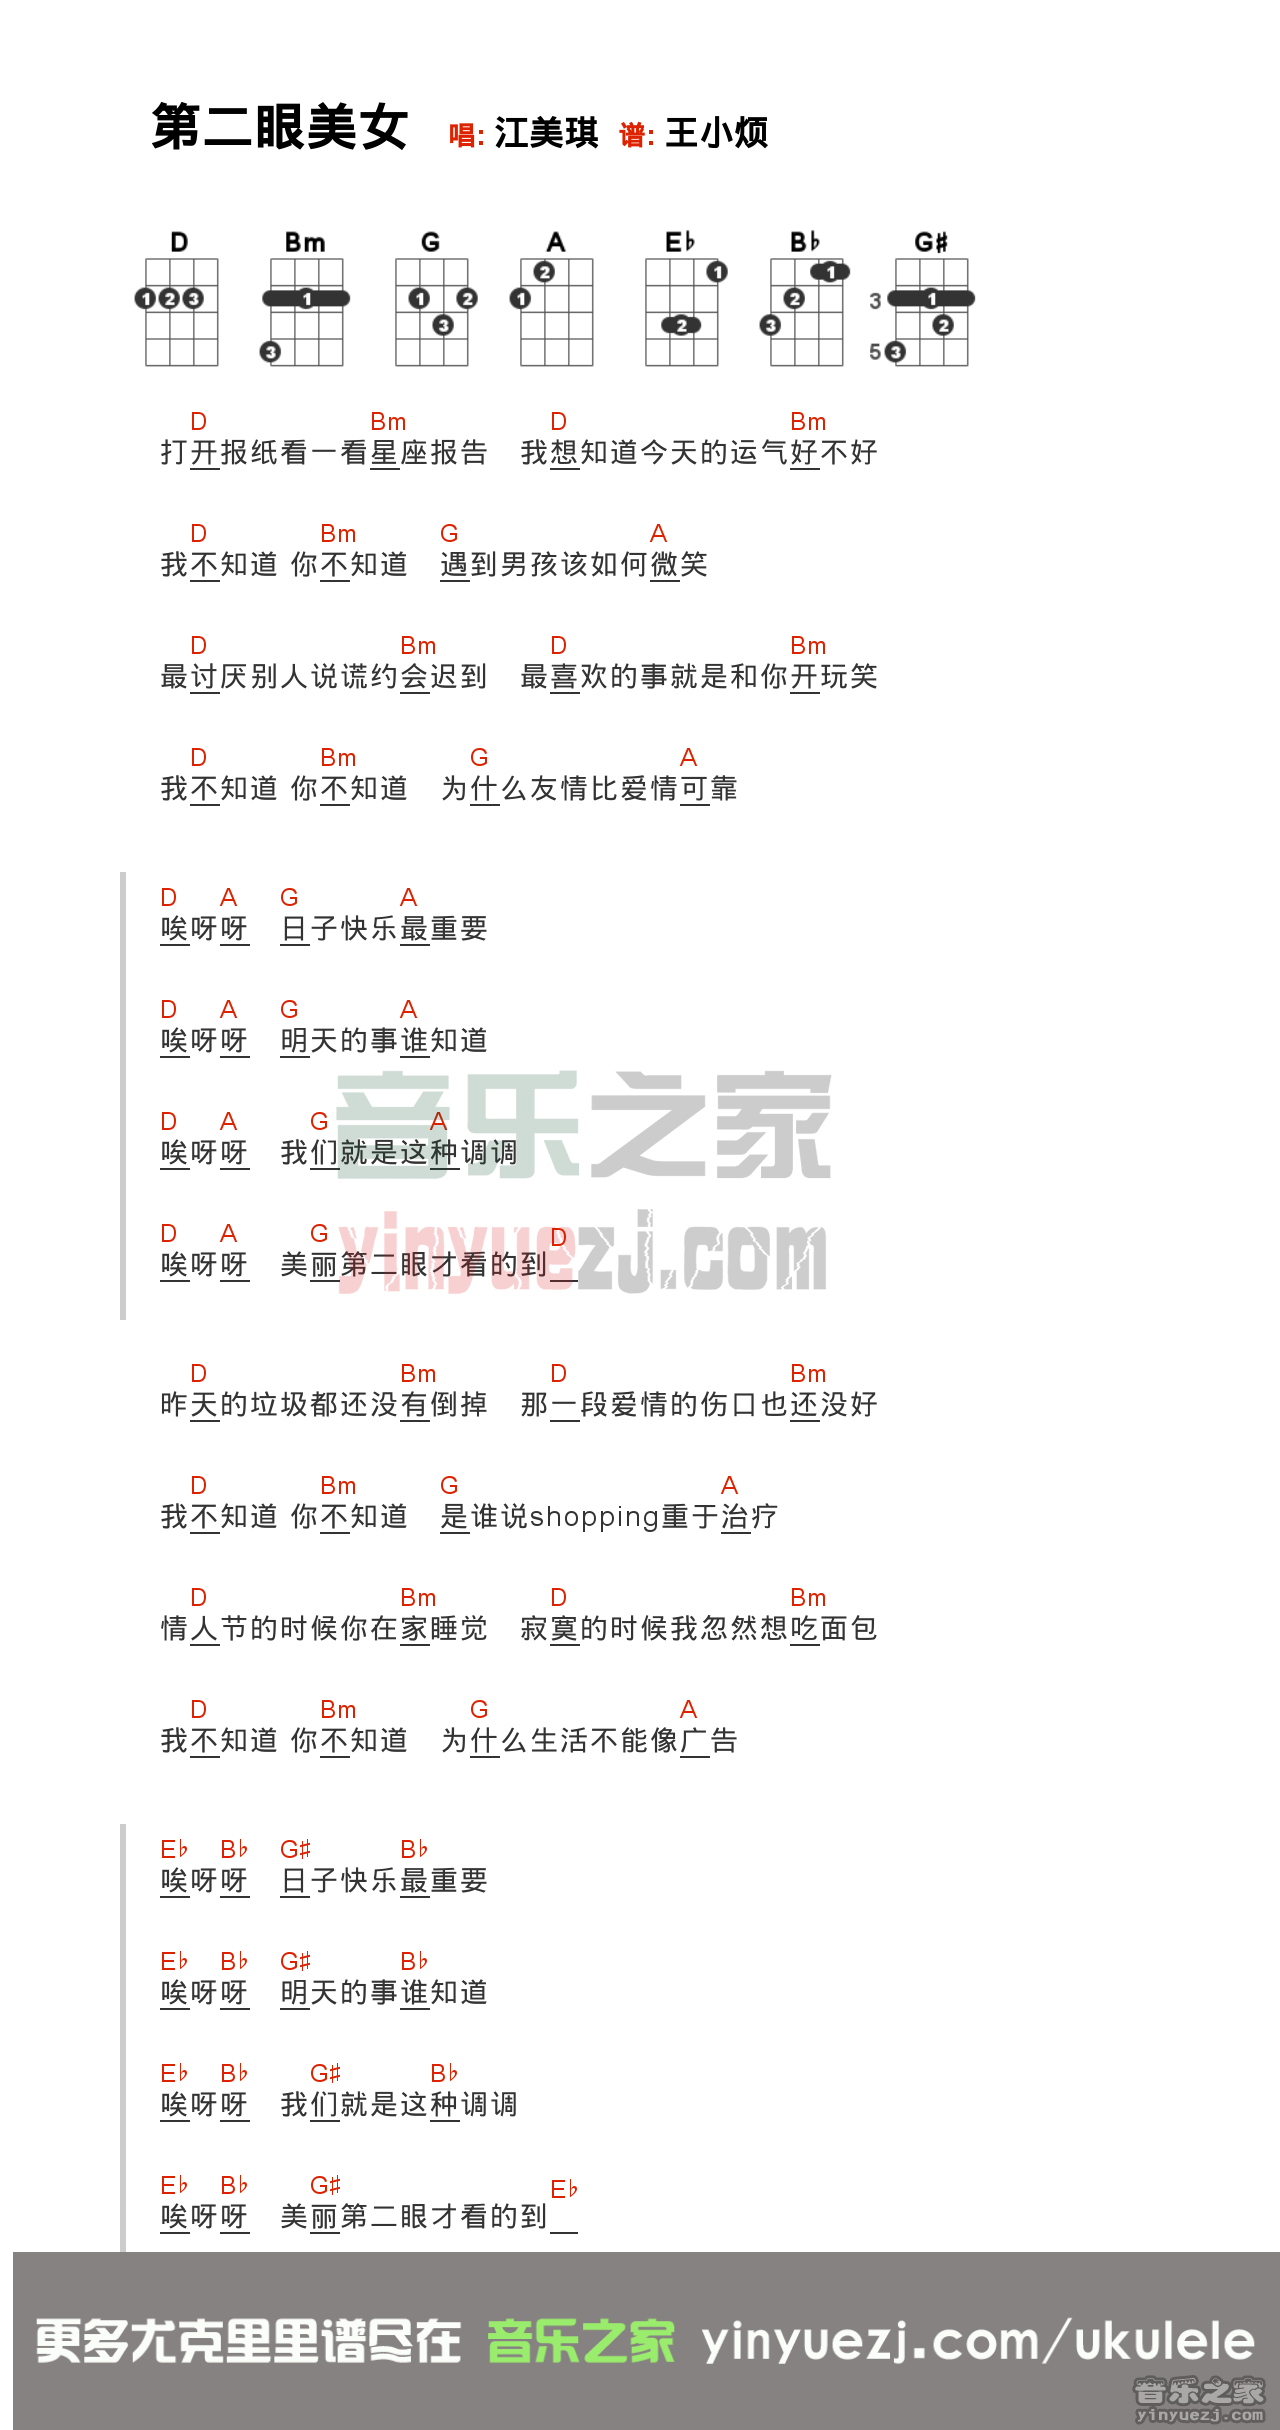 第二眼美女 唱: 江美琪 谱: 王小烦
D Bm G A E♭ B♭ G♯
1 2 3 1 3 1 2 3 2 1 1 2 1 2 3 3 1 2 5 3
D Bm D Bm
打开报纸看一看星座报告 我想知道今天的运气好不好
D Bm G A
我不知道 你不知道 遇到男孩该如何微笑
D Bm D Bm
最讨厌别人说谎约会迟到 最喜欢的事就是和你开玩笑
D Bm G A
我不知道 你不知道 为什么友情比爱情可靠
D A G A
唉呀呀 日子快乐最重要
D A G A
唉呀呀 明天的事谁知道
D A G A
唉呀呀 我们就是这种调调
D A G D
唉呀呀 美丽第二眼才看的到
音乐之家
yinyuezj.com
D Bm D Bm
昨天的垃圾都还没有倒掉 那一段爱情的伤口也还没好
D Bm G A
我不知道 你不知道 是谁说shopping重于治疗
D Bm D Bm
情人节的时候你在家睡觉 寂寞的时候我忽然想吃面包
D Bm G A
我不知道 你不知道 为什么生活不能像广告
E♭ B♭ G♯ B♭
唉呀呀 日子快乐最重要
E♭ B♭ G♯ B♭
唉呀呀 明天的事谁知道
E♭ B♭ G♯ B♭
唉呀呀 我们就是这种调调
E♭ B♭ G♯ E♭
唉呀呀 美丽第二眼才看的到
更多尤克里里谱尽在 音乐之家 yinyuezj.com/ukulele
音乐之家
yinyuezj.com